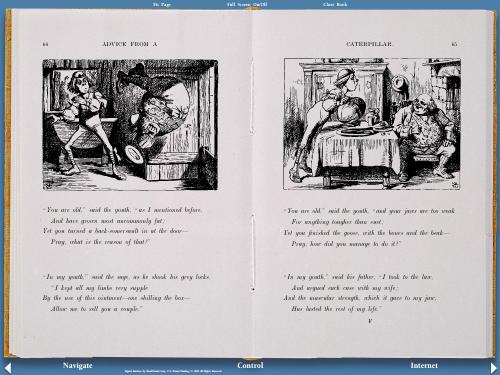 Fit Page Full Screen On/Off Close Book
64 ADVICE FROM A
"You are old," said the youth, "as I mentioned before,
And have grown most uncommonly fat;
Yet you turned a back-somersault in at the door—
Pray, what is the reason of that?"
"In my youth," said the sage, as he shook his grey locks,
"I kept all my limbs very supple
By the use of this ointment—one shilling the box—
Allow me to sell you a couple."
CATERPILLAR. 65
"You are old," said the youth, "and your jaws are too weak
For anything tougher than suet;
Yet you finished the goose, with the bones and the beak—
Pray, how did you manage to do it?"
"In my youth," said his father, "I took to the law,
And argued each case with my wife;
And the muscular strength, which it gave to my jaw,
Has lasted the rest of my life."
F
Navigate Control Internet